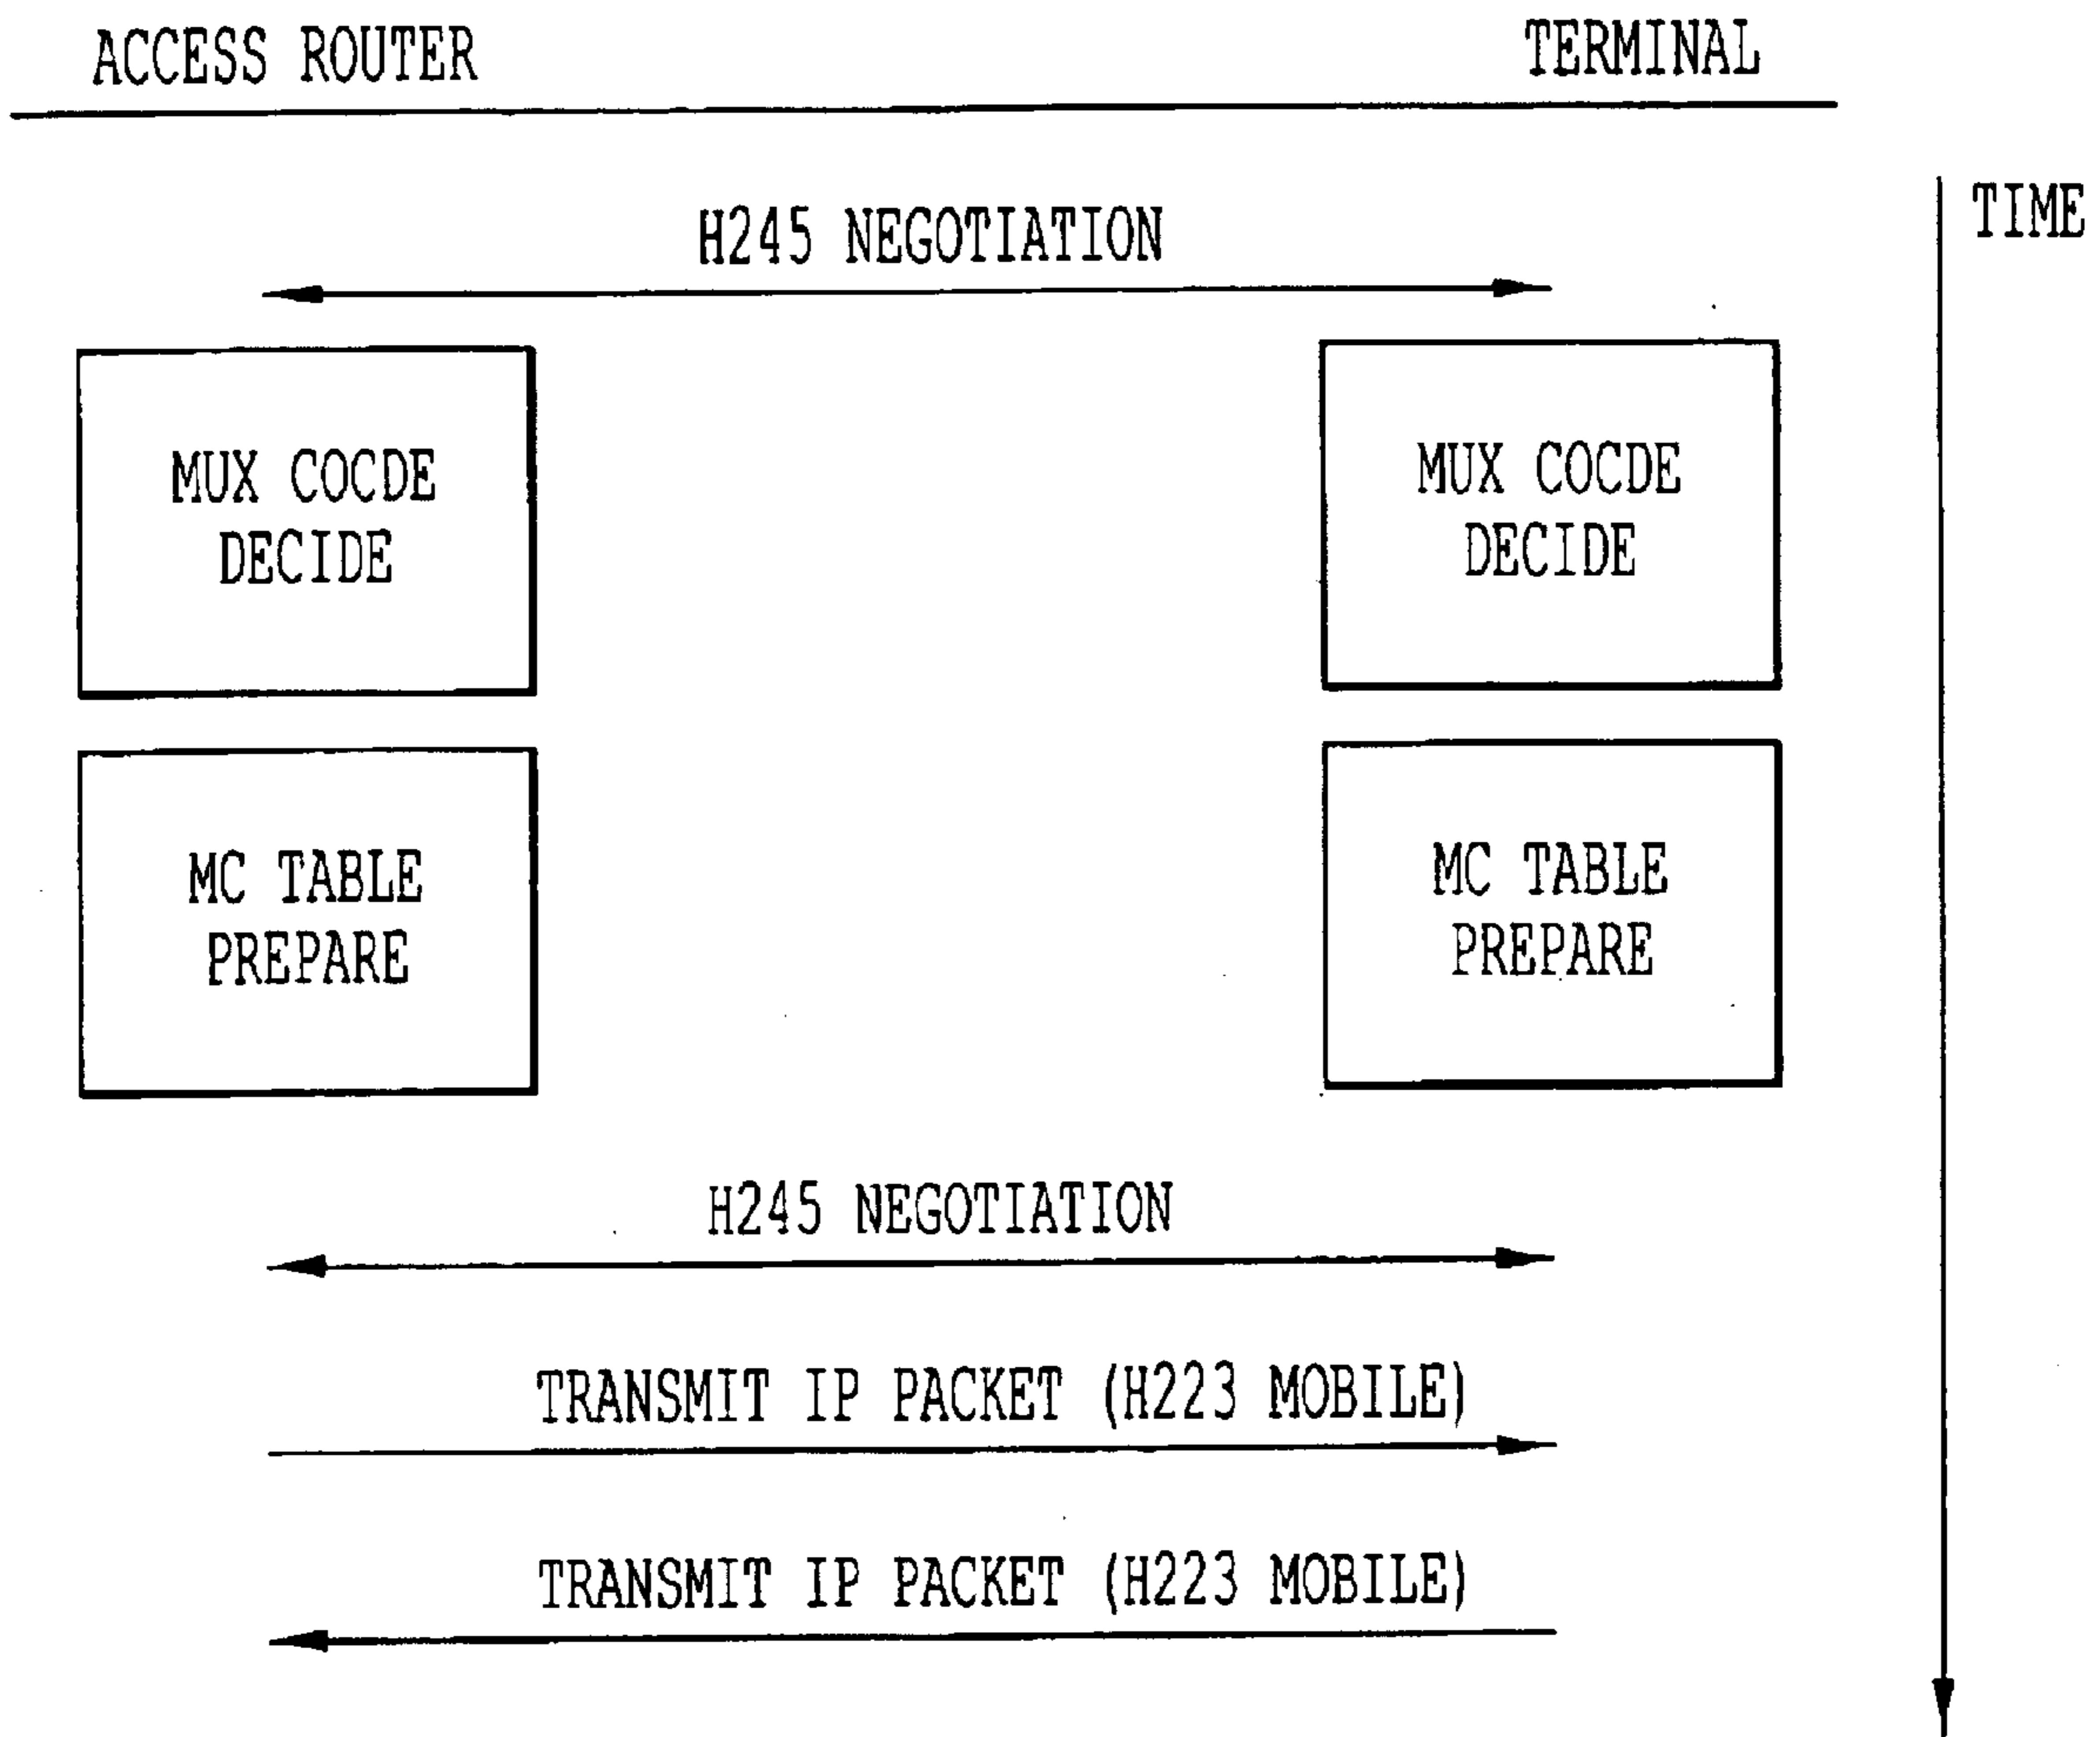 ACCESS ROUTER
TERMINAL
TIME
H245 NEGOTIATION
MUX COCDE
DECIDE
MUX COCDE
DECIDE
MC TABLE
PREPARE
MC TABLE
PREPARE
H245 NEGOTIATION
TRANSMIT IP PACKET (H223 MOBILE)
TRANSMIT IP PACKET (H223 MOBILE)